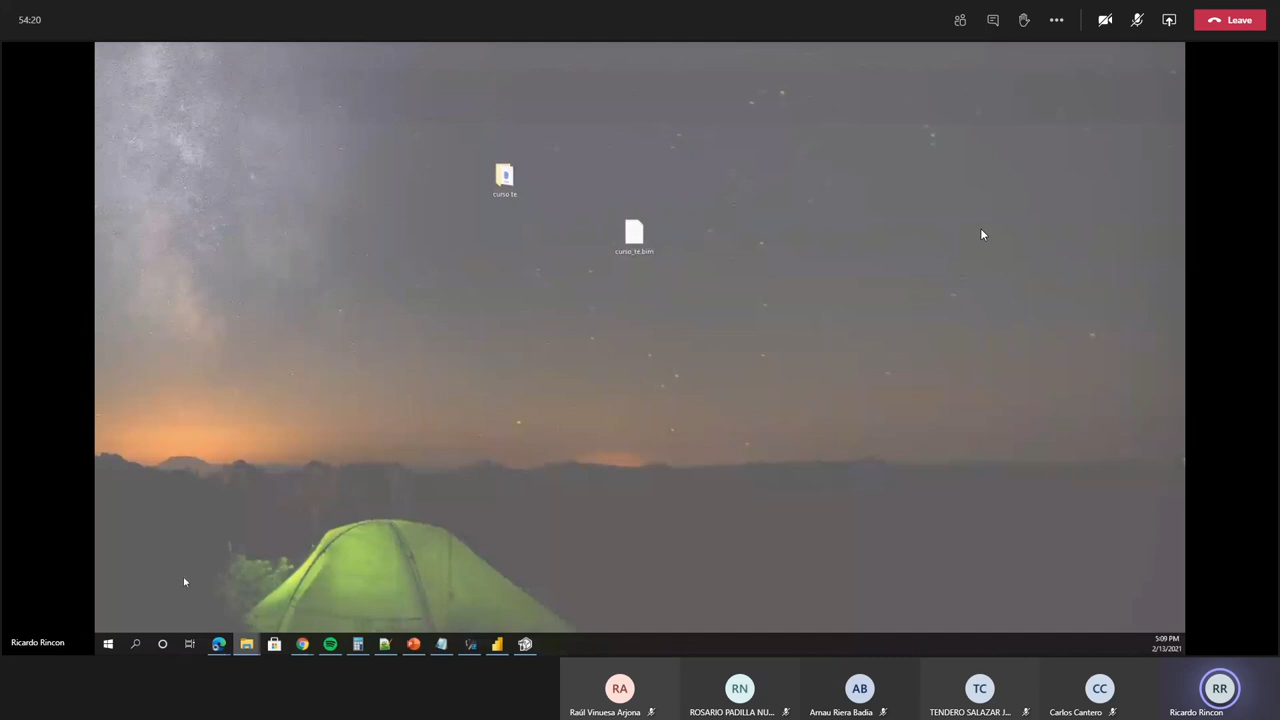 54:20
Leave
curso te
curso_te.bim
Ricardo Rincon
5:09 PM
2/13/2021
RA
RN
AB
TC
CC
RR
Raúl Vinuesa Arjona
ROSARIO PADILLA NU...
Arnau Riera Badia
TENDERO SALAZAR J...
Carlos Cantero
Ricardo Rincon